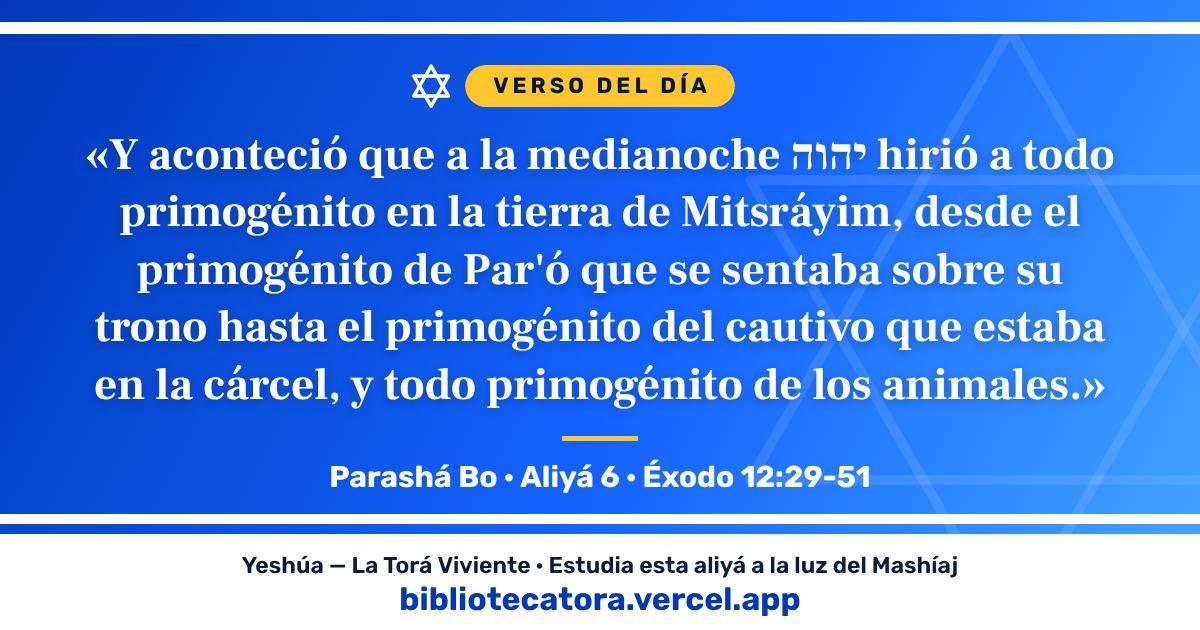 VERSO DEL DÍA
«Y aconteció que a la medianoche יהוה hirió a todo
primogénito en la tierra de Mitsráyim, desde el
primogénito de Par'ó que se sentaba sobre su
trono hasta el primogénito del cautivo que estaba
en la cárcel, y todo primogénito de los animales.»
Parashá Bo • Aliyá 6 • Éxodo 12:29-51
Yeshúa — La Torá Viviente • Estudia esta aliyá a la luz del Mashíaj
bibliotecatora.vercel.app